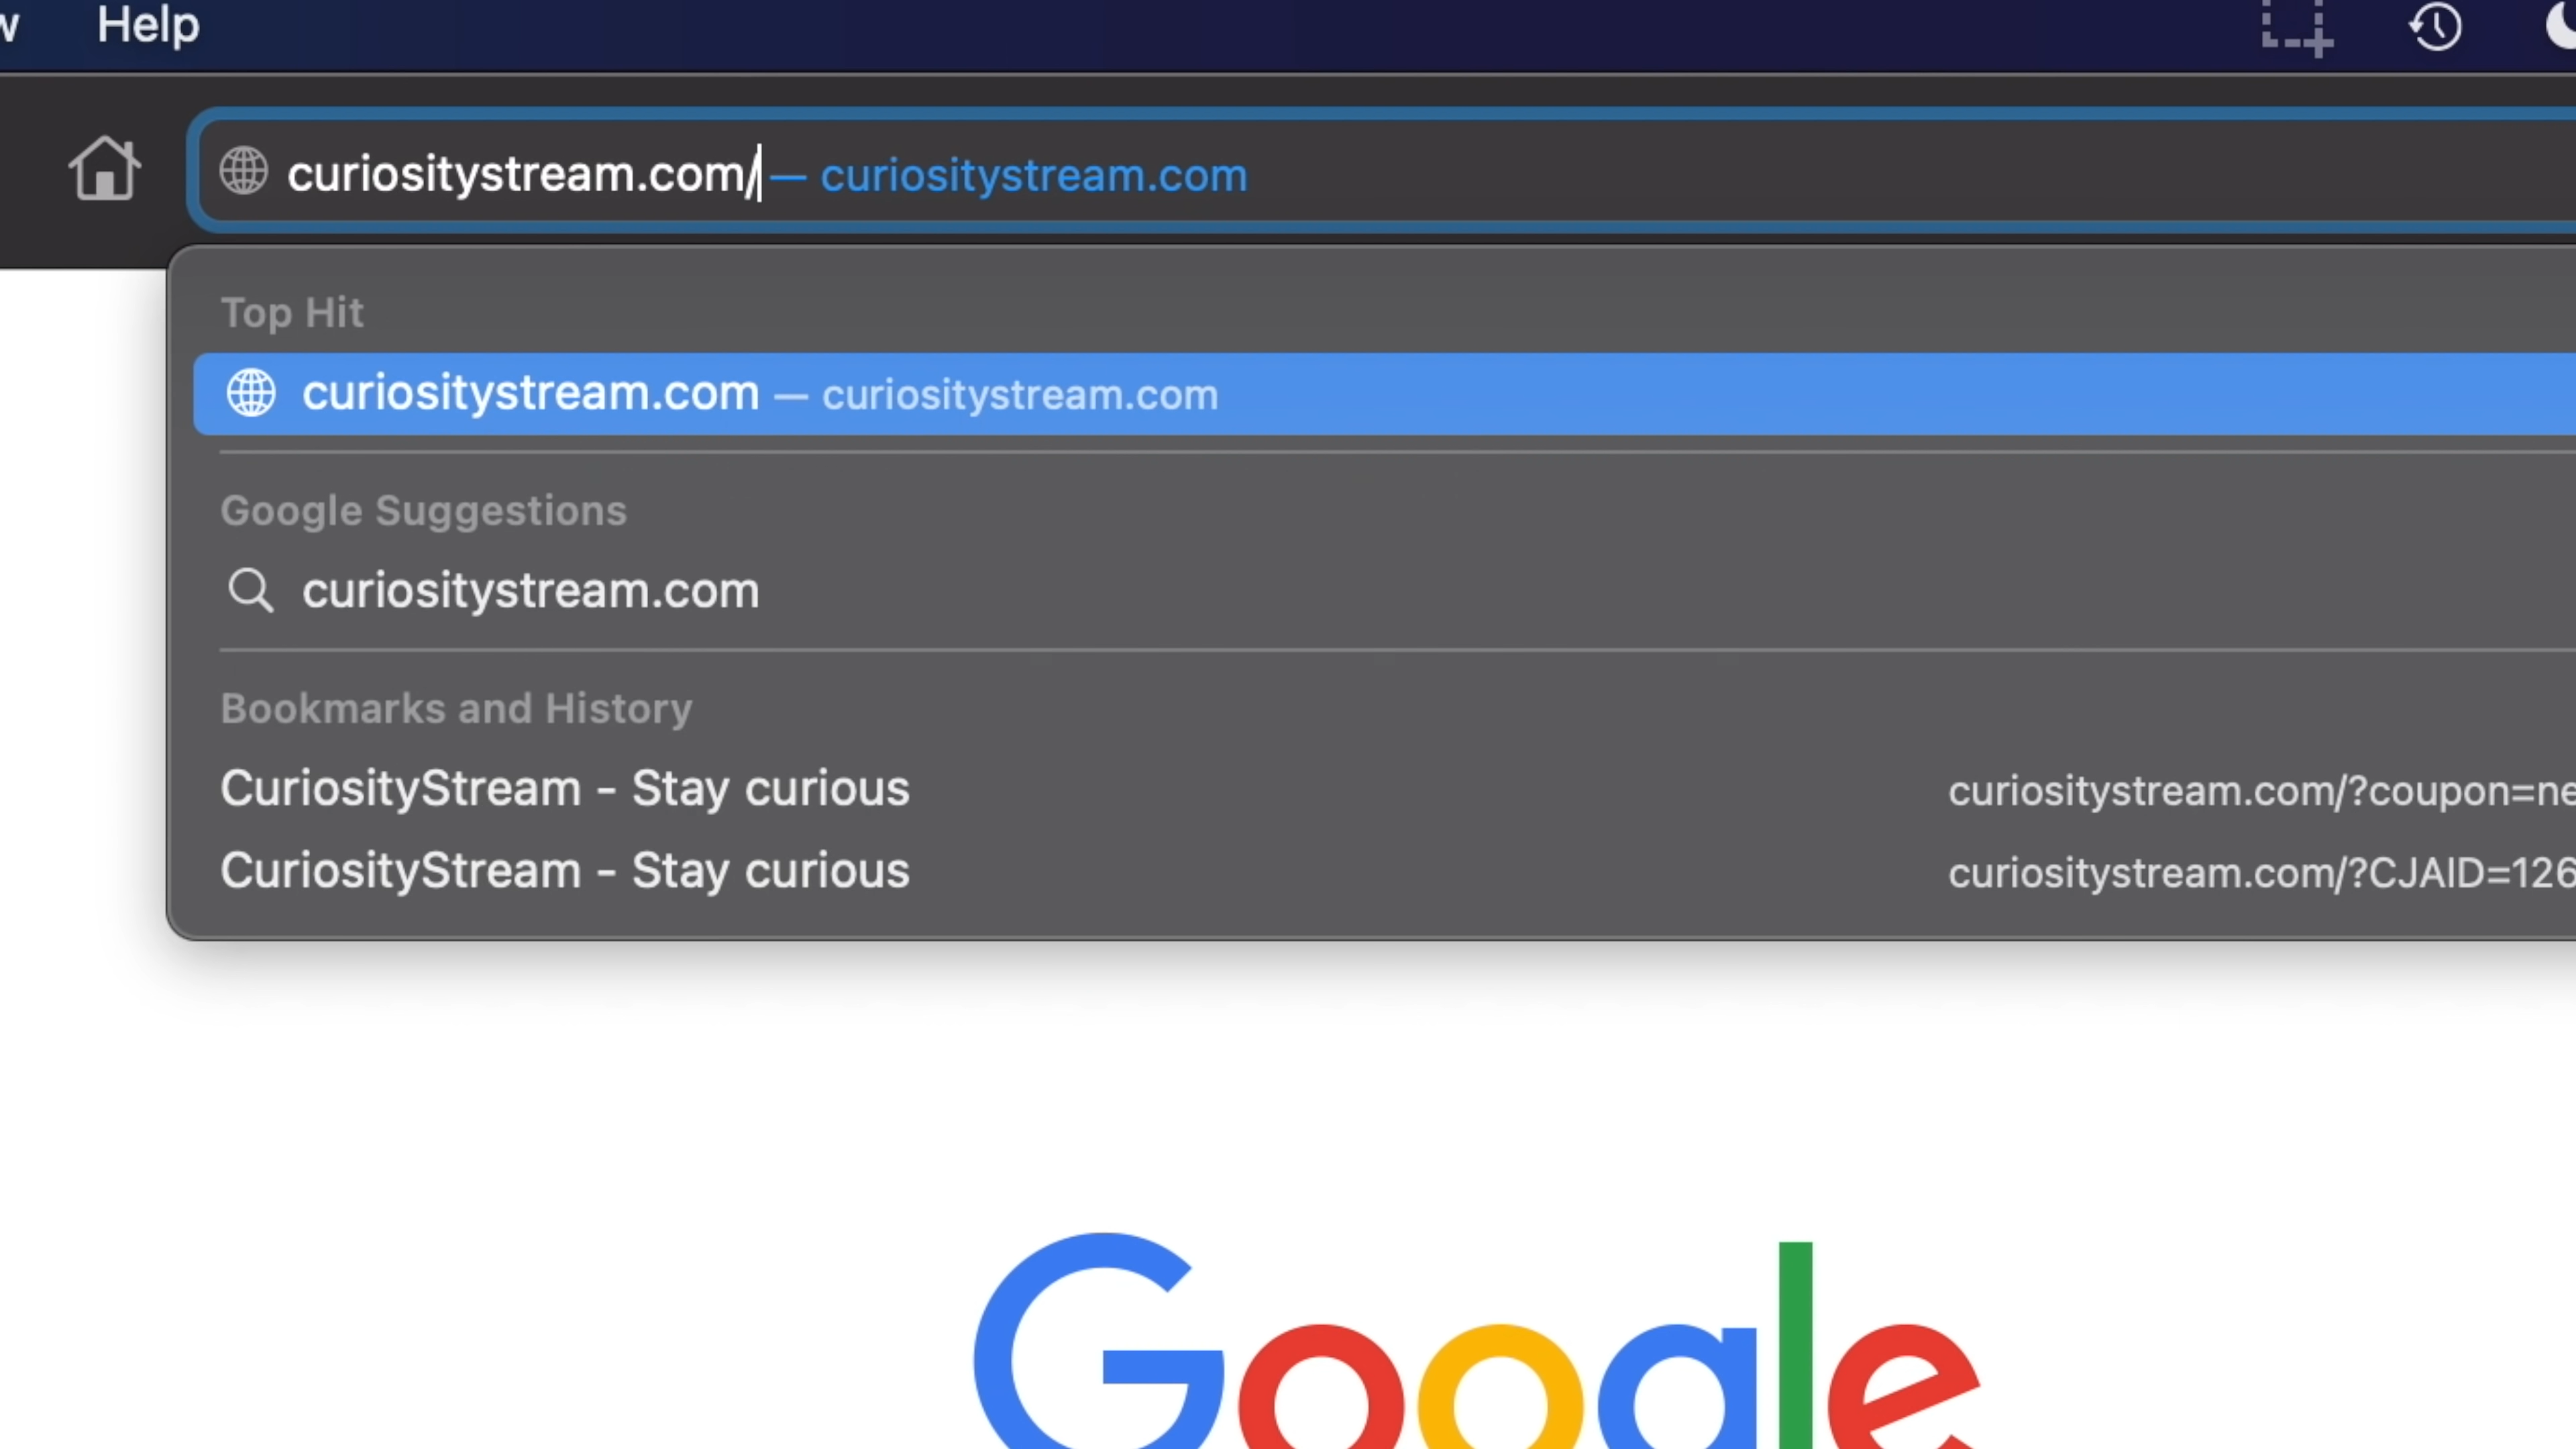 Help
curiositystream.com/ — curiositystream.com
Top Hit
curiositystream.com — curiositystream.com
Google Suggestions
curiositystream.com
Bookmarks and History
CuriosityStream - Stay curious curiositystream.com/?coupon=ne
CuriosityStream - Stay curious curiositystream.com/?CJAID=126
Google